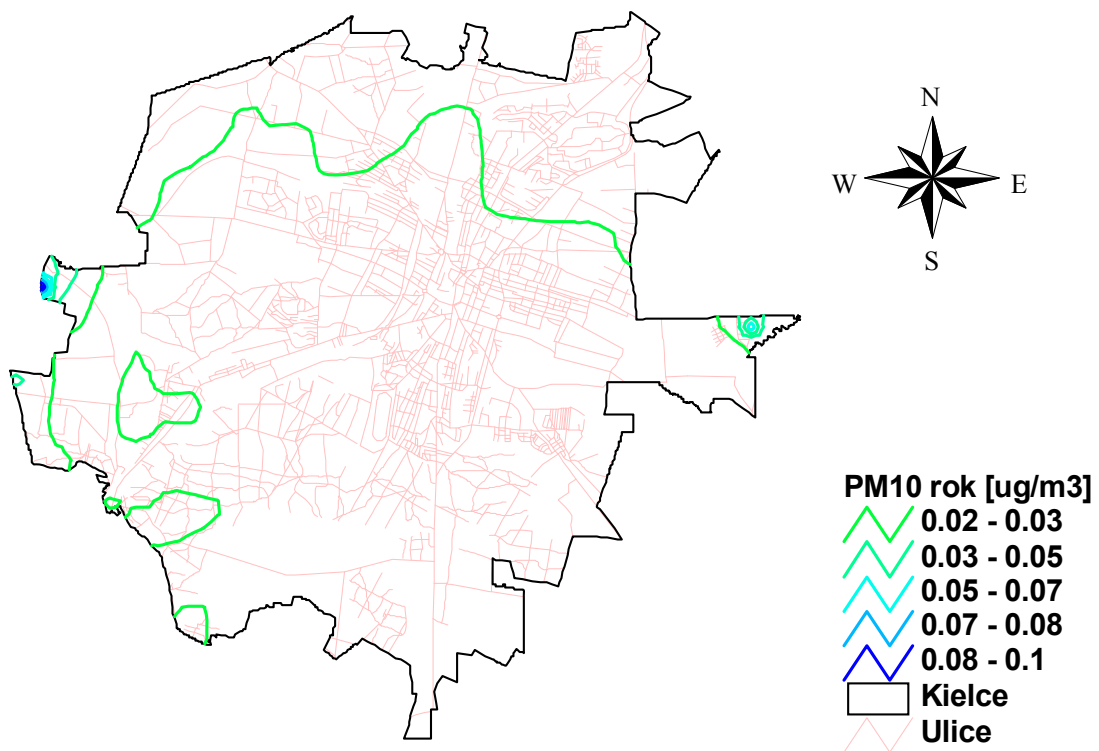 N
W E
S
PM10 rok [ug/m3]
0.02 - 0.03
0.03 - 0.05
0.05 - 0.07
0.07 - 0.08
0.08 - 0.1
Kielce
Ulice